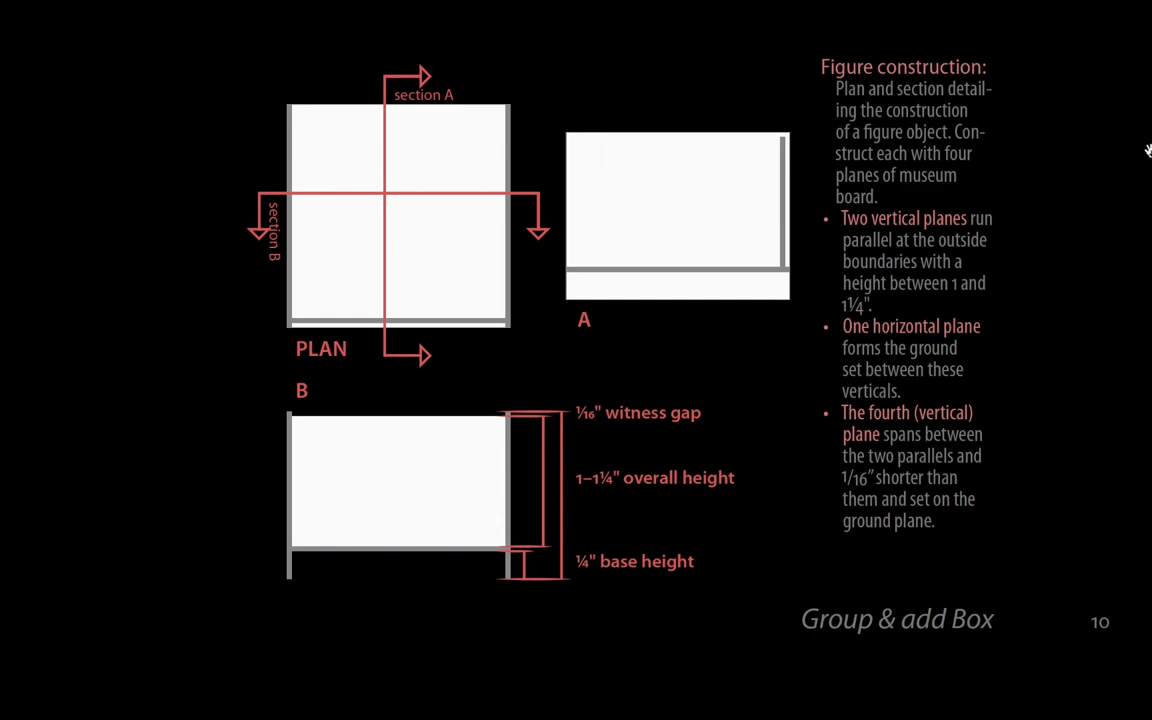 section A
section B
PLAN
A
B
1/16" witness gap
1–1¼" overall height
¼" base height
Figure construction:
Plan and section detail-
ing the construction
of a figure object. Con-
struct each with four
planes of museum
board.
• Two vertical planes run
parallel at the outside
boundaries with a
height between 1 and
1¼".
• One horizontal plane
forms the ground
set between these
verticals.
• The fourth (vertical)
plane spans between
the two parallels and
1/16" shorter than
them and set on the
ground plane.
Group & add Box
10